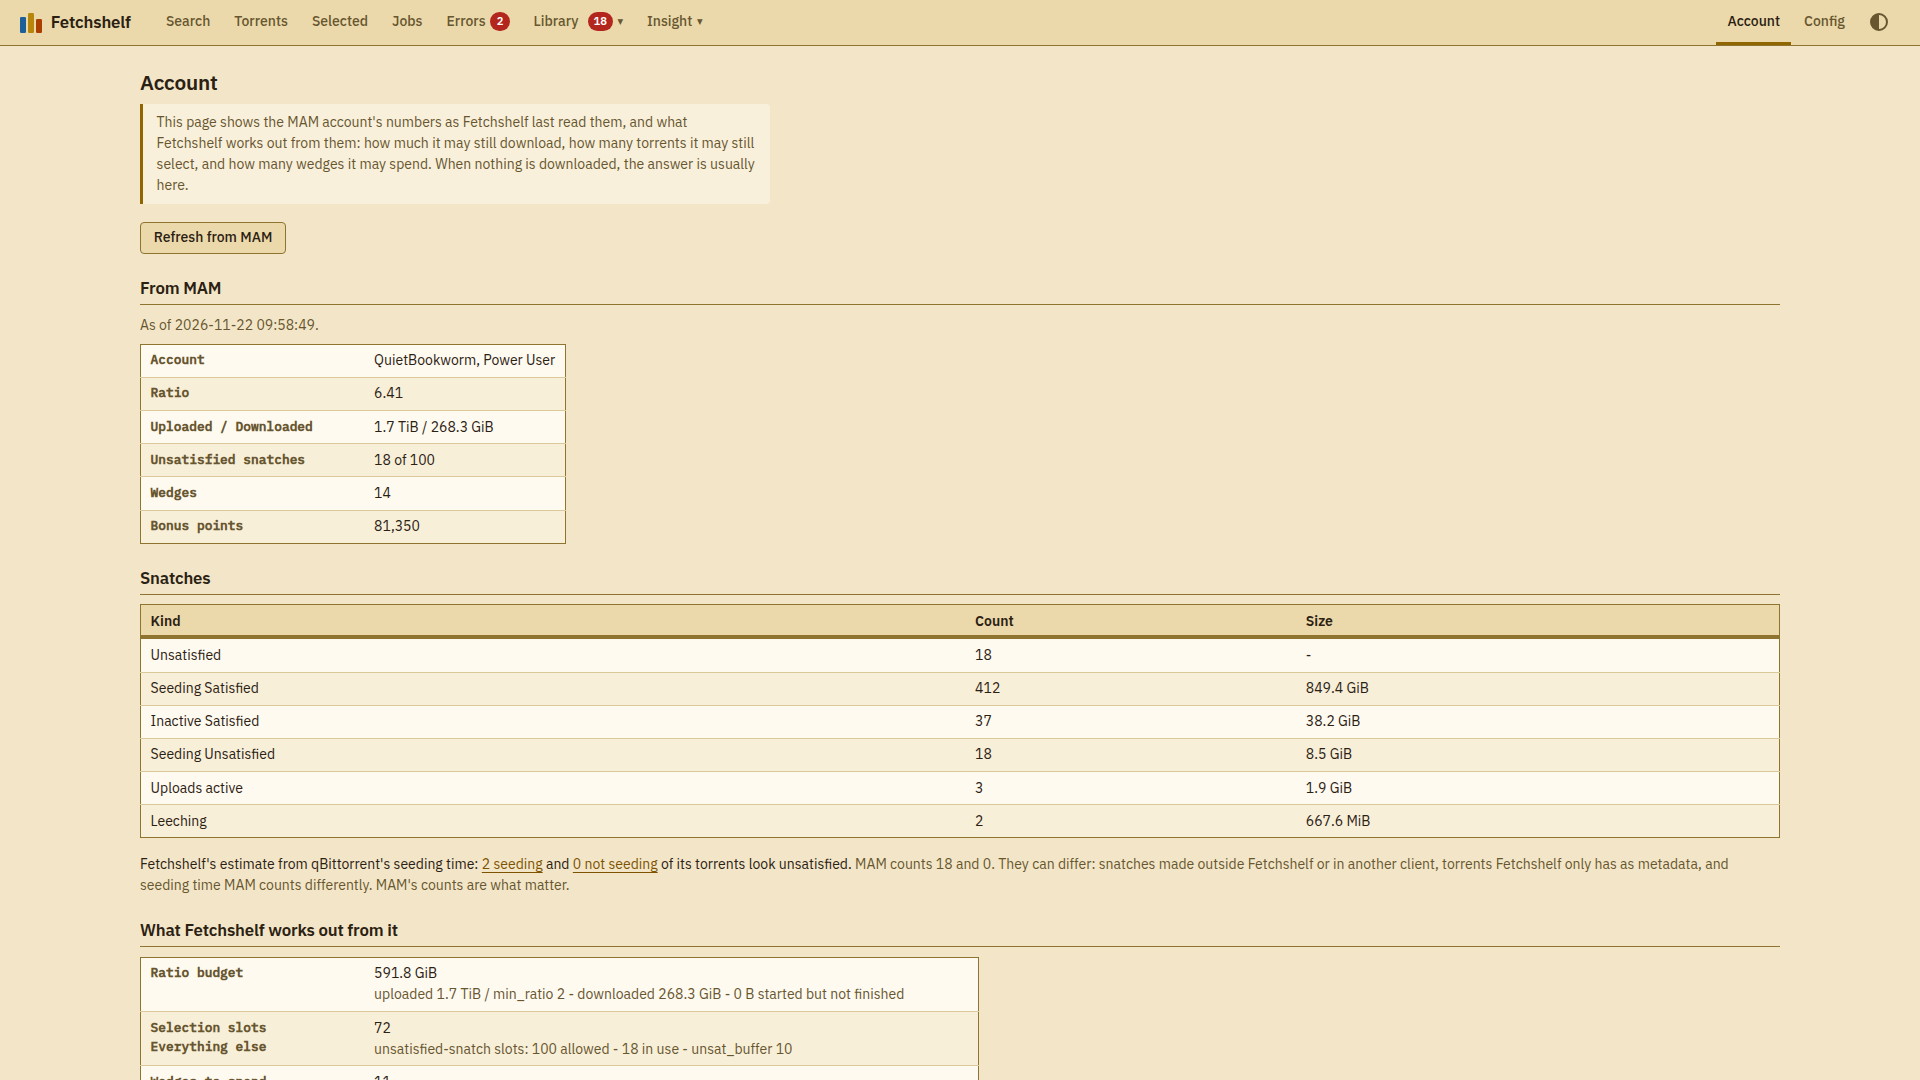 Fetchshelf Search Torrents Selected Jobs Errors 2 Library 18 ▾ Insight ▾ Account Config
Account
This page shows the MAM account's numbers as Fetchshelf last read them, and what
Fetchshelf works out from them: how much it may still download, how many torrents it may still
select, and how many wedges it may spend. When nothing is downloaded, the answer is usually
here.
Refresh from MAM
From MAM
As of 2026-11-22 09:58:49.
Account QuietBookworm, Power User
Ratio 6.41
Uploaded / Downloaded 1.7 TiB / 268.3 GiB
Unsatisfied snatches 18 of 100
Wedges 14
Bonus points 81,350
Snatches
Kind Count Size
Unsatisfied 18 -
Seeding Satisfied 412 849.4 GiB
Inactive Satisfied 37 38.2 GiB
Seeding Unsatisfied 18 8.5 GiB
Uploads active 3 1.9 GiB
Leeching 2 667.6 MiB
Fetchshelf's estimate from qBittorrent's seeding time: 2 seeding and 0 not seeding of its torrents look unsatisfied. MAM counts 18 and 0. They can differ: snatches made outside Fetchshelf or in another client, torrents Fetchshelf only has as metadata, and
seeding time MAM counts differently. MAM's counts are what matter.
What Fetchshelf works out from it
Ratio budget 591.8 GiB
uploaded 1.7 TiB / min_ratio 2 - downloaded 268.3 GiB - 0 B started but not finished
Selection slots 72
Everything else unsatisfied-snatch slots: 100 allowed - 18 in use - unsat_buffer 10
Wedges to spend 11